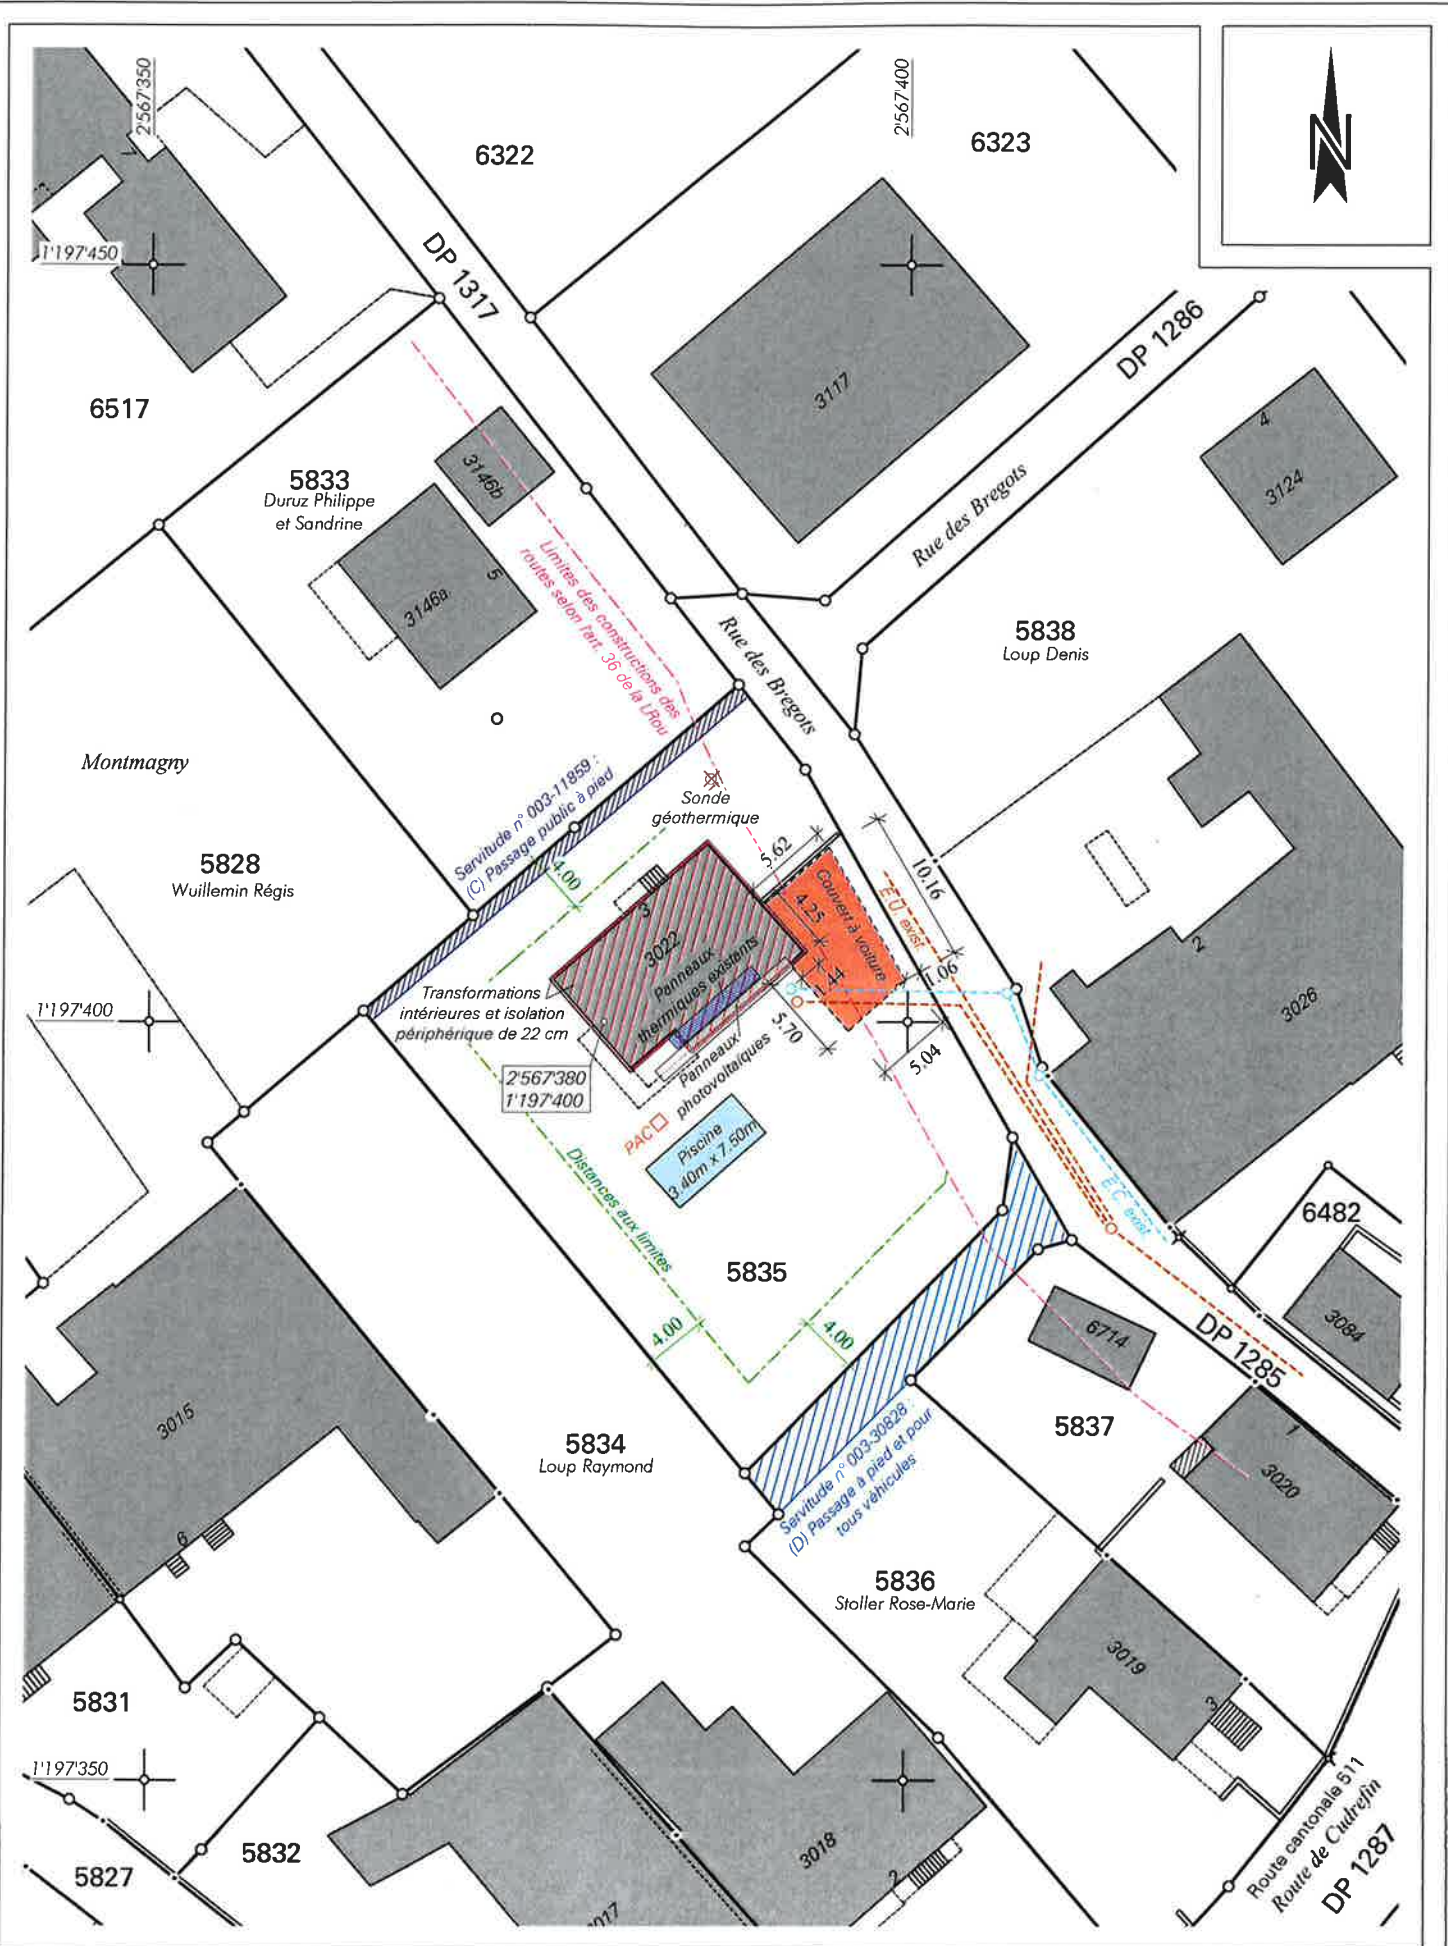 2'567'350
2'567'400
N
6322
6323
7
1'197'450
DP 1317
DP 1286
6517
3117
4
3124
3146b
5833
Duruz Philippe
et Sandrine
Rue des Bregots
5
3146a
Limites des constructions des
routes selon l'art. 36 de la LRou
Rue des Bregots
5838
Loup Denis
Montmagny
Servitude n° 003-11859 :
(C) Passage public à pied
Sonde
géothermique
5828
Wuillemin Régis
4.00
5.62
10.16
Couvert à voiture
E.U. exist.
4.25
3
3022
Panneaux
thermiques existants
2
1.44
1.06
3026
1'197'400
Transformations
intérieures et isolation
périphérique de 22 cm
5.70
5.04
Panneaux
photovoltaïques
2'567'380
1'197'400
PAC
Piscine
3.40m x 7.50m
Distances aux limites
E.C. exist.
6482
5835
3084
4.00
4.00
6714
DP 1285
3015
5834
Loup Raymond
Servitude n° 003-30828 :
(D) Passage à pied et pour
tous véhicules
5837
1
3020
6
5836
Stoller Rose-Marie
3019
3
5831
1'197'350
5832
5827
3018
2
3017
Route cantonale 511
Route de Cudrefin
DP 1287